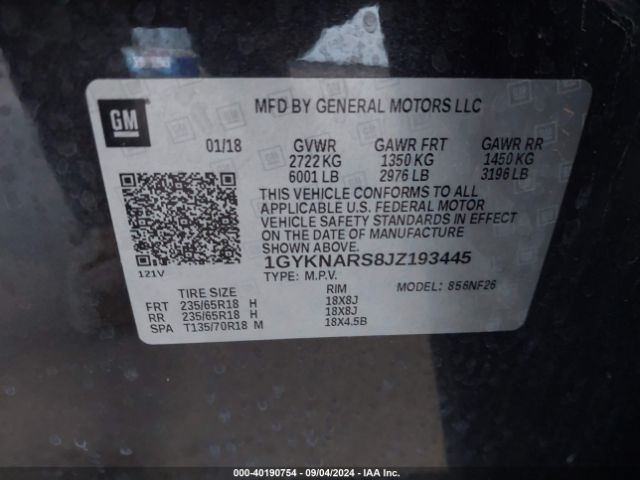 GM
MFD BY GENERAL MOTORS LLC
01/18 GVWR GAWR FRT GAWR RR
2722 KG 1350 KG 1450 KG
6001 LB 2976 LB 3196 LB
THIS VEHICLE CONFORMS TO ALL
APPLICABLE U.S. FEDERAL MOTOR
VEHICLE SAFETY STANDARDS IN EFFECT
ON THE DATE OF MANUFACTURE
SHOWN ABOVE.
1GYKNARS8JZ193445
121V
TYPE: M.P.V. MODEL: 856NF26
TIRE SIZE RIM
FRT 235/65R18 H 18X8J
RR 235/65R18 H 18X8J
SPA T135/70R18 M 18X4.5B
© - 40190754 - 09/04/2024 - IAAI.COM